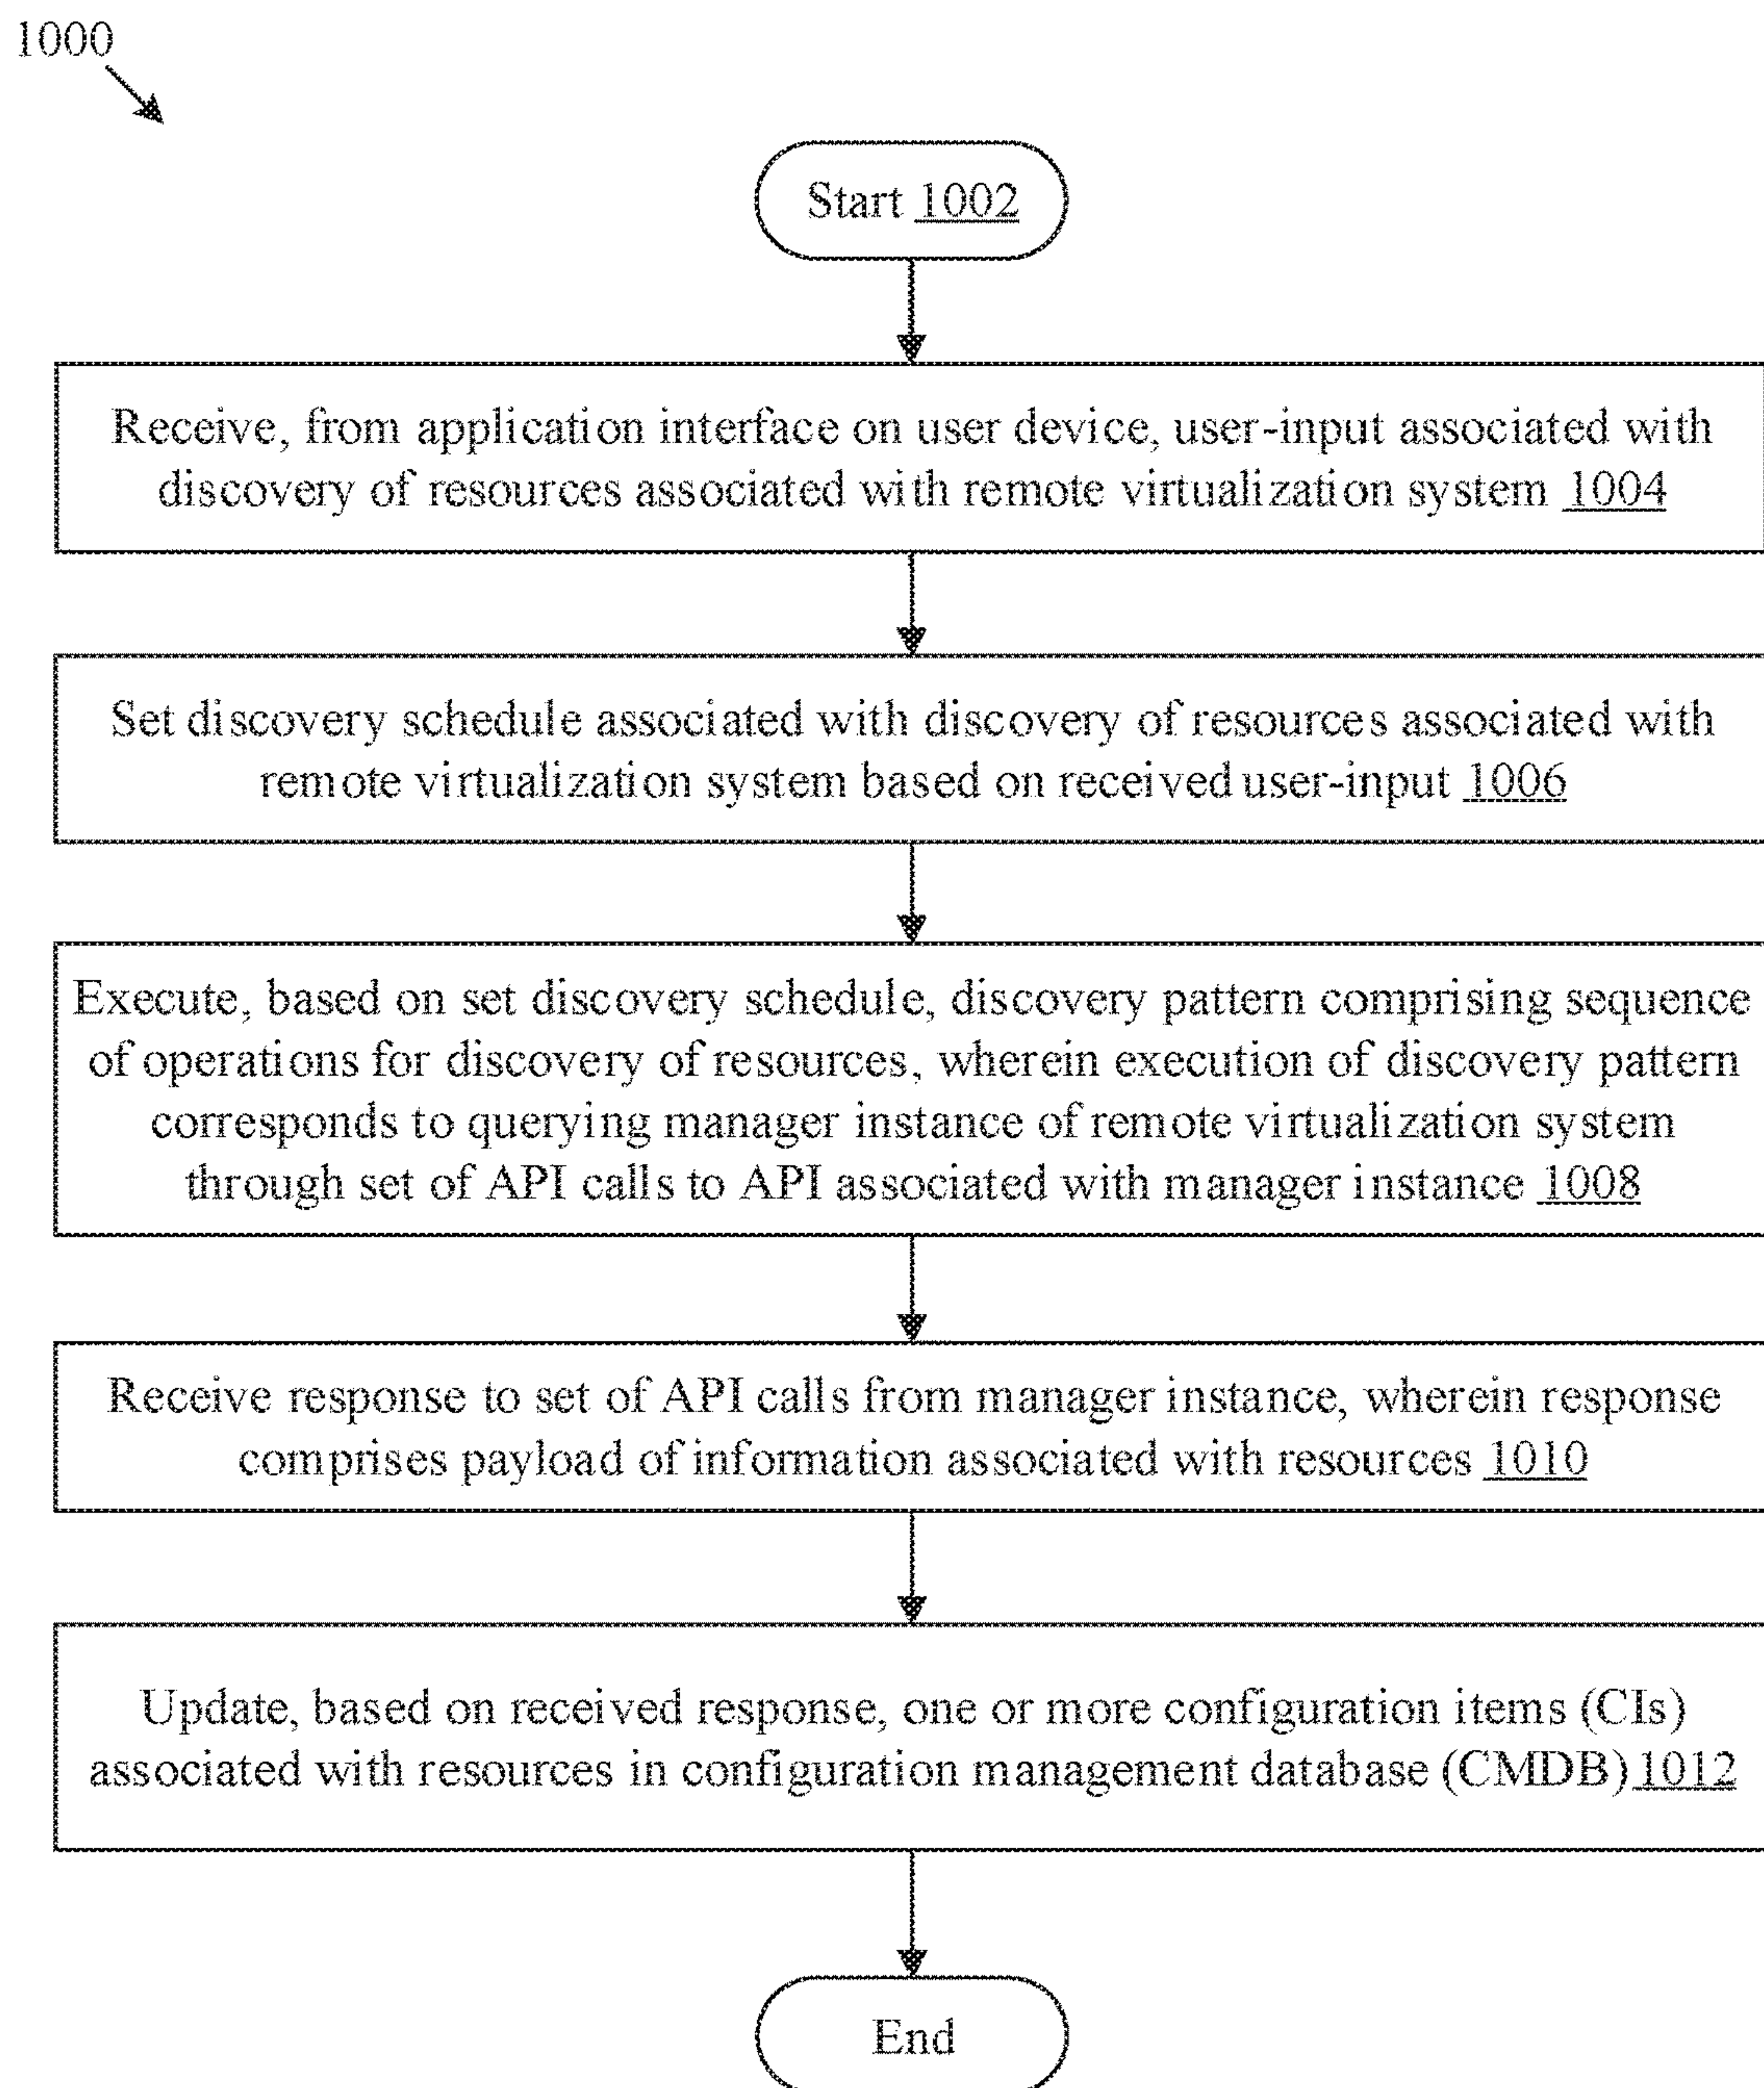 1000
Start 1002
Receive, from application interface on user device, user-input associated with
discovery of resources associated with remote virtualization system 1004
Set discovery schedule associated with discovery of resources associated with
remote virtualization system based on received user-input 1006
Execute, based on set discovery schedule, discovery pattern comprising sequence
of operations for discovery of resources, wherein execution of discovery pattern
corresponds to querying manager instance of remote virtualization system
through set of API calls to API associated with manager instance 1008
Receive response to set of API calls from manager instance, wherein response
comprises payload of information associated with resources 1010
Update, based on received response, one or more configuration items (CIs)
associated with resources in configuration management database (CMDB) 1012
End